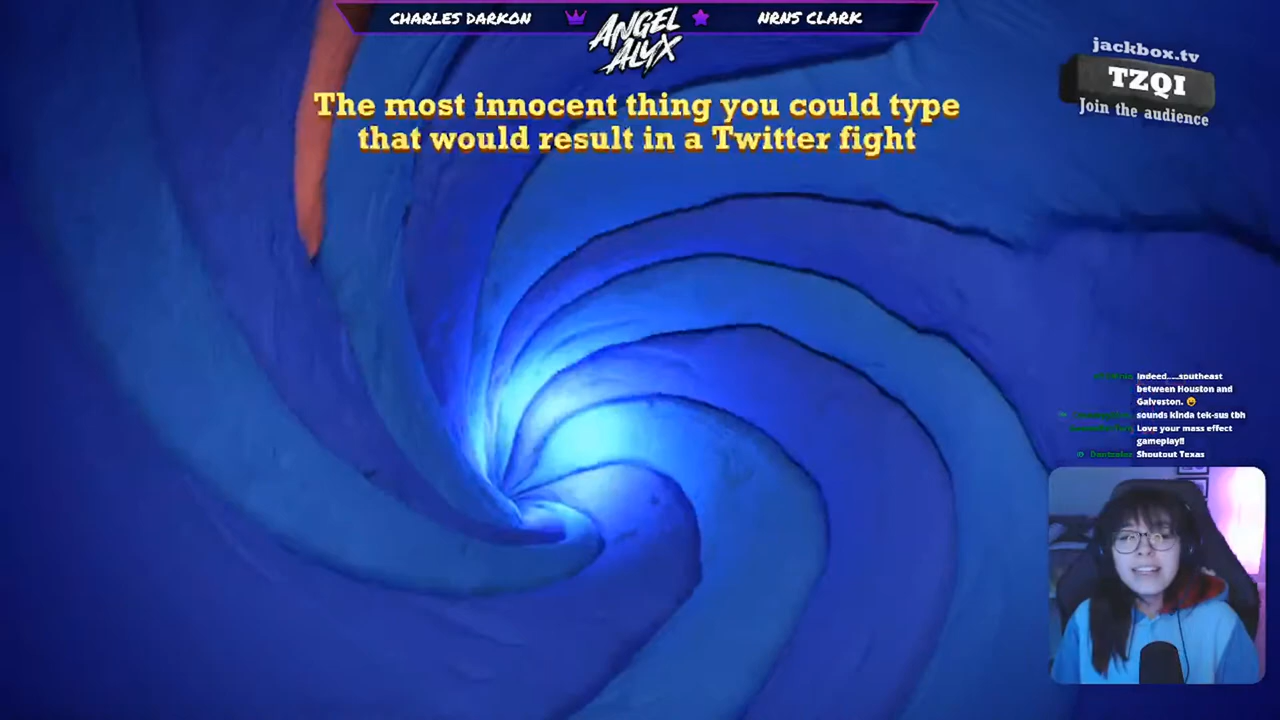 CHARLES DARKON
ANGEL
ALYX
NRNS CLARK
jackbox.tv
TZQI
Join the audience
The most innocent thing you could type
that would result in a Twitter fight
Indeed.....southeast
between Houston and
Galveston. 😀
sounds kinda tek-sus tbh
Love your mass effect
gameplay!!
Shoutout Texas